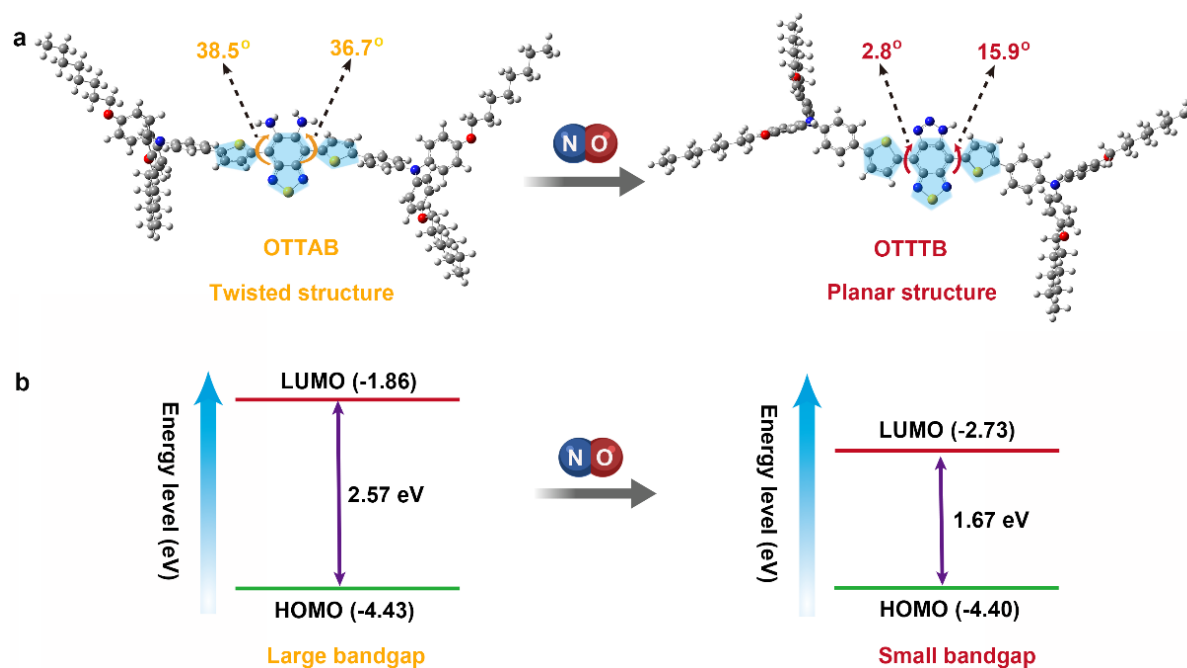 a
38.5°
36.7°
2.8°
15.9°
NO
OTTAB
OTTTB
Twisted structure
Planar structure
b
Energy level (eV)
LUMO (-1.86)
2.57 eV
HOMO (-4.43)
Large bandgap
NO
Energy level (eV)
LUMO (-2.73)
1.67 eV
HOMO (-4.40)
Small bandgap